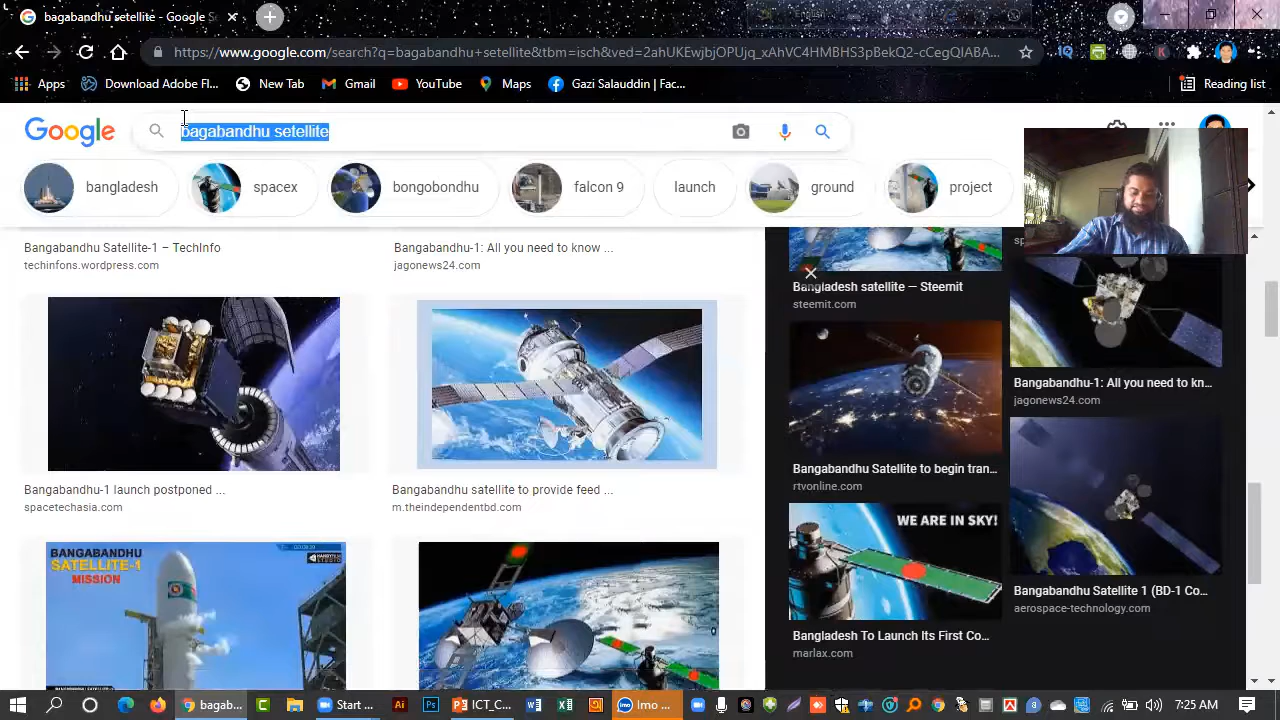 bagabandhu setellite - Google S
https://www.google.com/search?q=bagabandhu+setellite&tbm=isch&ved=2ahUKEwjbjOPUjq_xAhVC4HMBHS3pBekQ2-cCegQIABA...
Apps Download Adobe Fl... New Tab Gmail YouTube Maps Gazi Salauddin | Fac... Reading list
Google bagabandhu setellite
bangladesh spacex bongobondhu falcon 9 launch ground project
Bangabandhu Satellite-1 – TechInfo
techinfons.wordpress.com
Bangabandhu-1: All you need to know ...
jagonews24.com
Bangabandhu-1 launch postponed ...
spacetechasia.com
Bangabandhu satellite to provide feed ...
m.theindependentbd.com
BANGABANDHU
SATELLITE-1
MISSION
Bangladesh satellite — Steemit
steemit.com
Bangabandhu Satellite to begin tran...
rtvonline.com
WE ARE IN SKY!
Bangladesh To Launch Its First Co...
marlax.com
Bangabandhu-1: All you need to kn...
jagonews24.com
Bangabandhu Satellite 1 (BD-1 Co...
aerospace-technology.com
bagab... Start ... ICT_C... Imo ... 7:25 AM